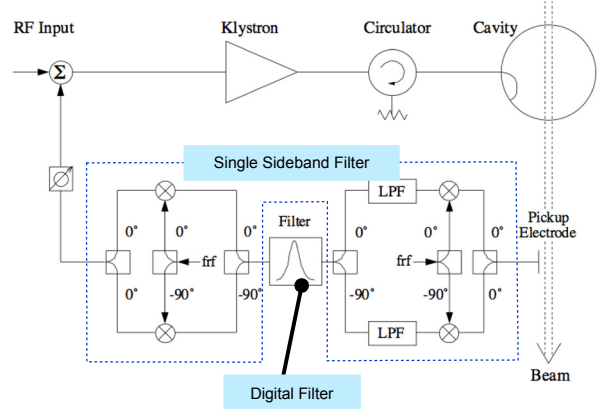 RF Input
Klystron
Circulator
Cavity
Σ
Single Sideband Filter
LPF
Filter
Pickup
Electrode
0° 0° 0° 0° 0° 0°
frf
frf
0° -90° -90° -90° -90° 0°
LPF
Digital Filter
Beam